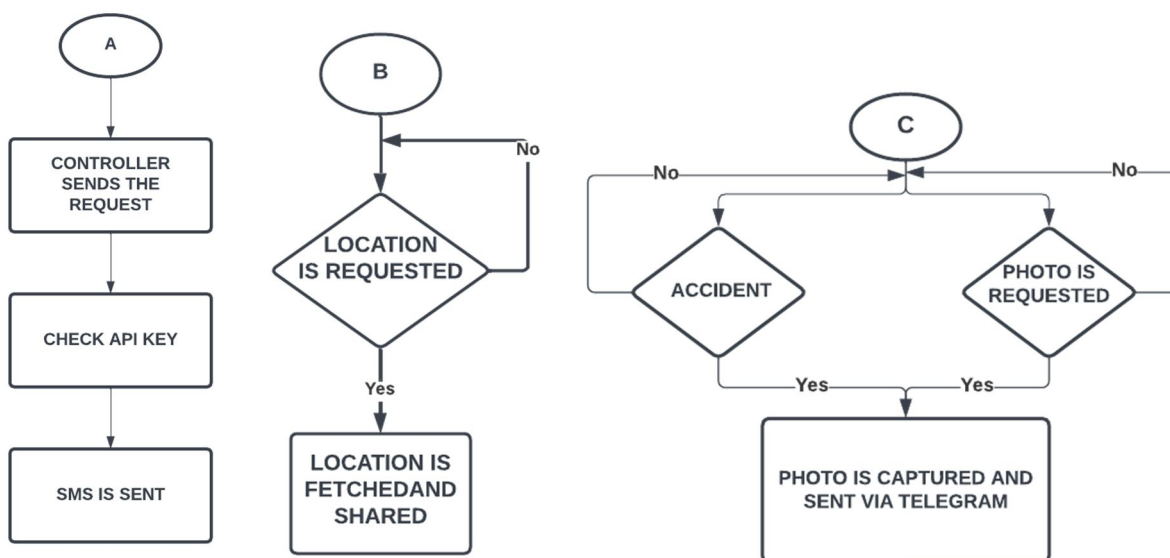 A
CONTROLLER
SENDS THE
REQUEST
CHECK API KEY
SMS IS SENT
B
No
LOCATION
IS REQUESTED
Yes
LOCATION IS
FETCHEDAND
SHARED
C
No
No
ACCIDENT
PHOTO IS
REQUESTED
Yes
Yes
PHOTO IS CAPTURED AND
SENT VIA TELEGRAM